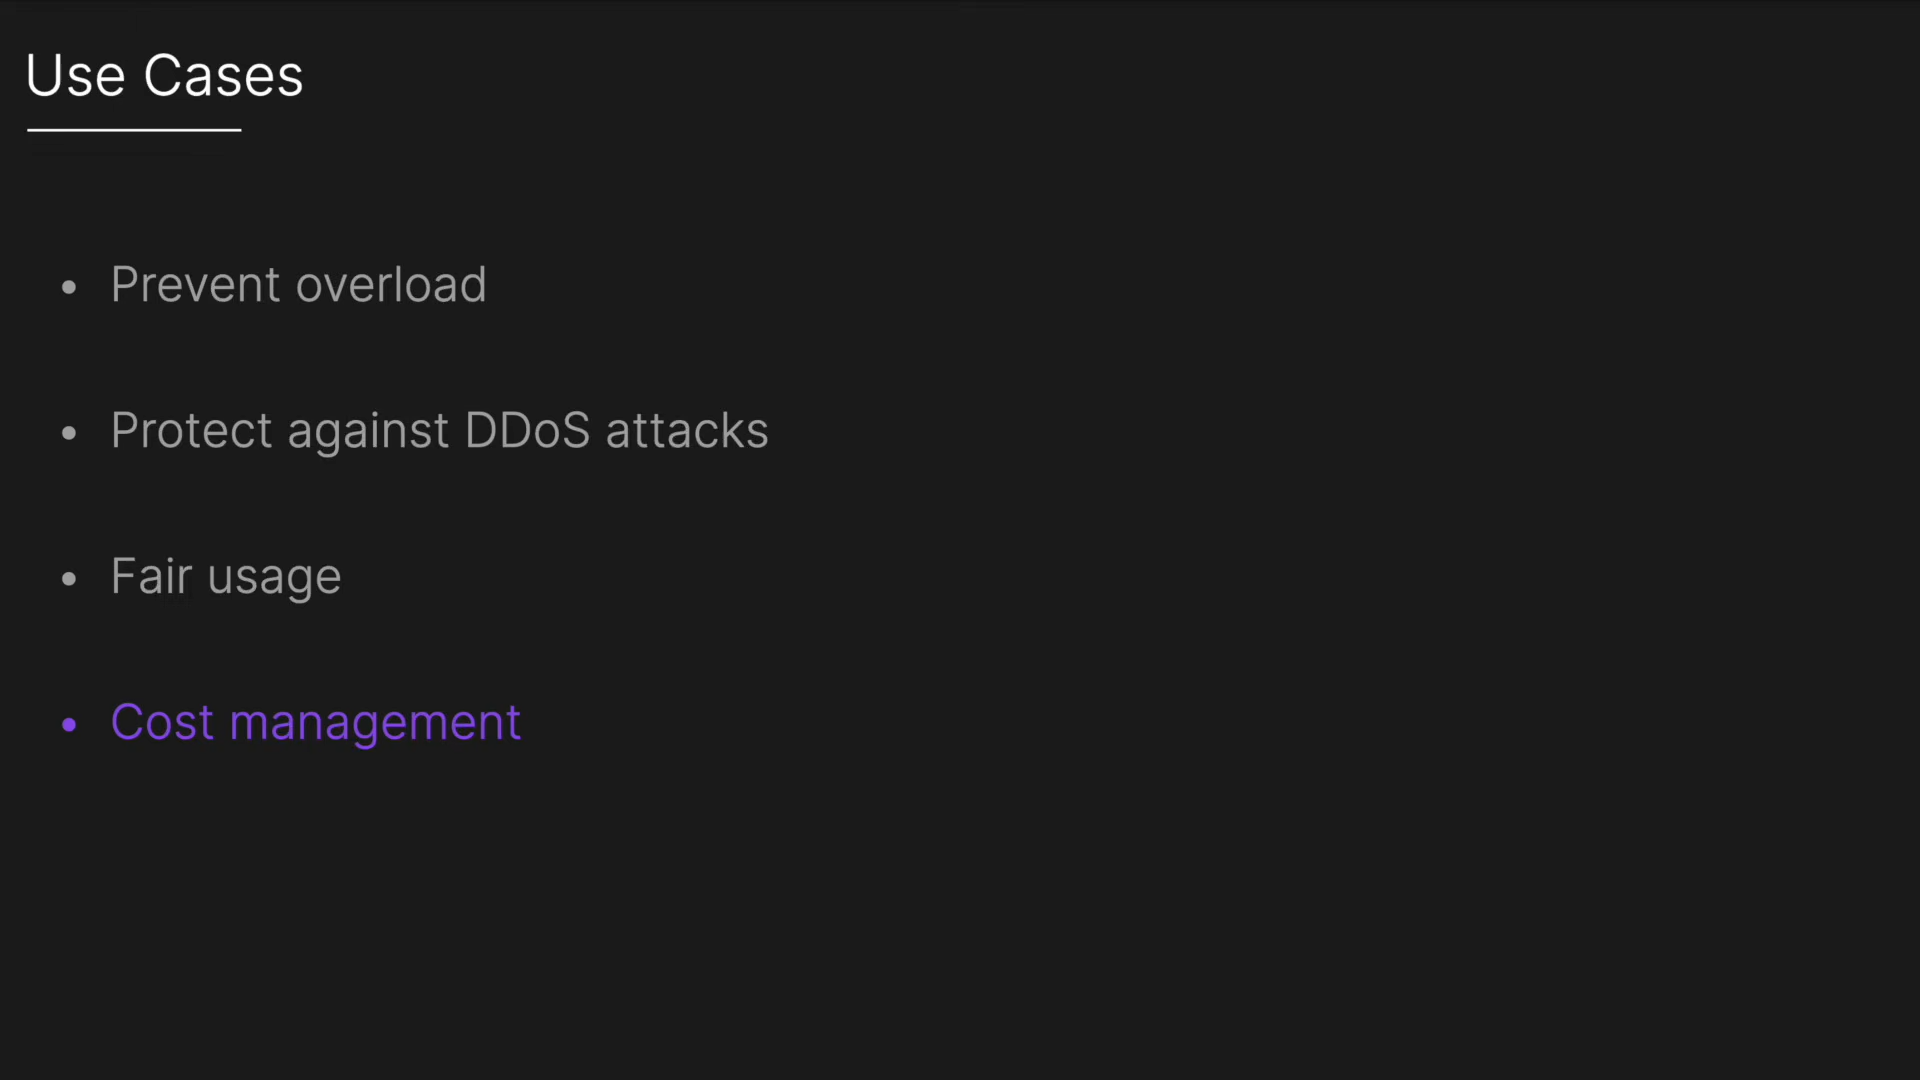 Use Cases
• Prevent overload
• Protect against DDoS attacks
• Fair usage
• Cost management